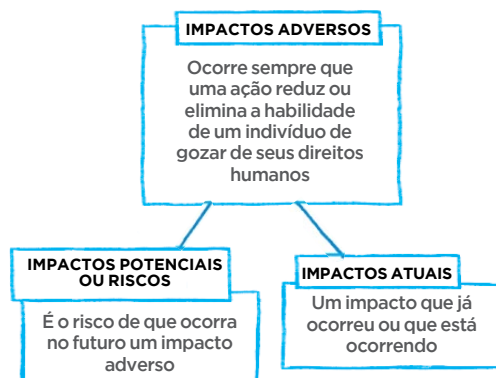 IMPACTOS ADVERSOS
Ocorre sempre que
uma ação reduz ou
elimina a habilidade
de um indivíduo de
gozar de seus direitos
humanos
IMPACTOS POTENCIAIS
OU RISCOS
É o risco de que ocorra
no futuro um impacto
adverso
IMPACTOS ATUAIS
Um impacto que já
ocorreu ou que está
ocorrendo